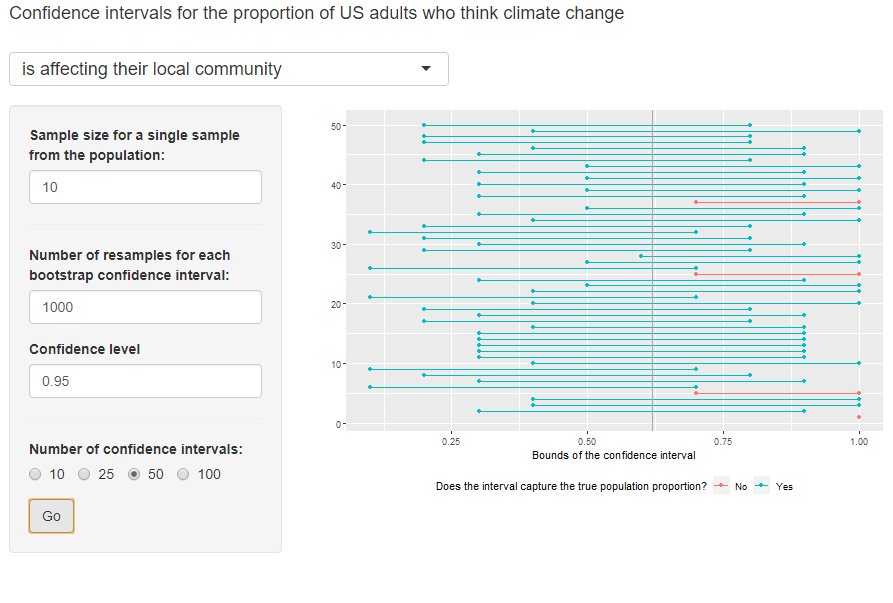 Confidence intervals for the proportion of US adults who think climate change
is affecting their local community
Sample size for a single sample
from the population:
10
Number of resamples for each
bootstrap confidence interval:
1000
Confidence level
0.95
Number of confidence intervals:
10 25 50 100
Go
50
40
30
20
10
0
0.25 0.50 0.75 1.00
Bounds of the confidence interval
Does the interval capture the true population proportion? No Yes